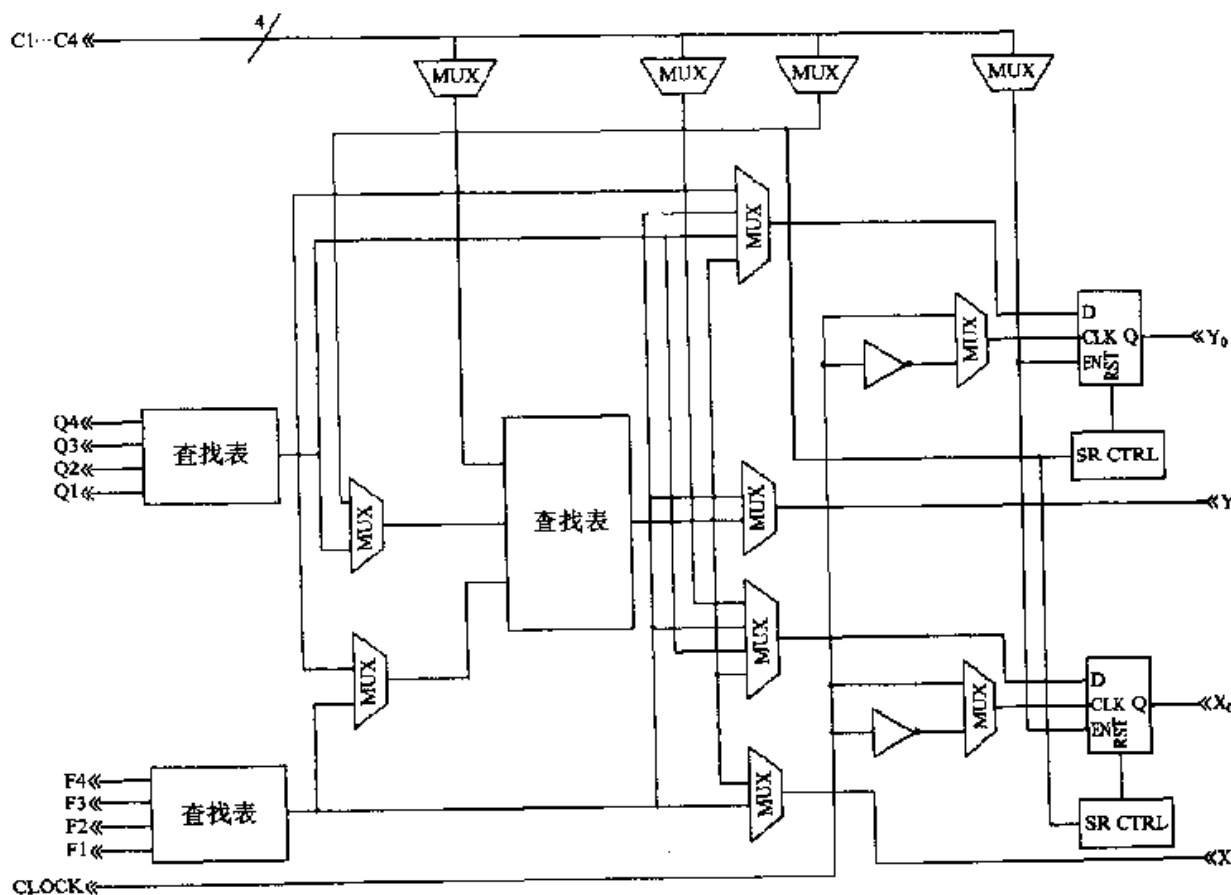 4
C1…C4
MUX
MUX
MUX
MUX
MUX
MUX
D
CLK Q
EN
RST
Y₀
Q4
Q3
Q2
Q1
查找表
SR CTRL
MUX
查找表
MUX
Y
MUX
MUX
MUX
D
CLK Q
EN
RST
F4
F3
F2
F1
查找表
MUX
SR CTRL
X
CLOCK